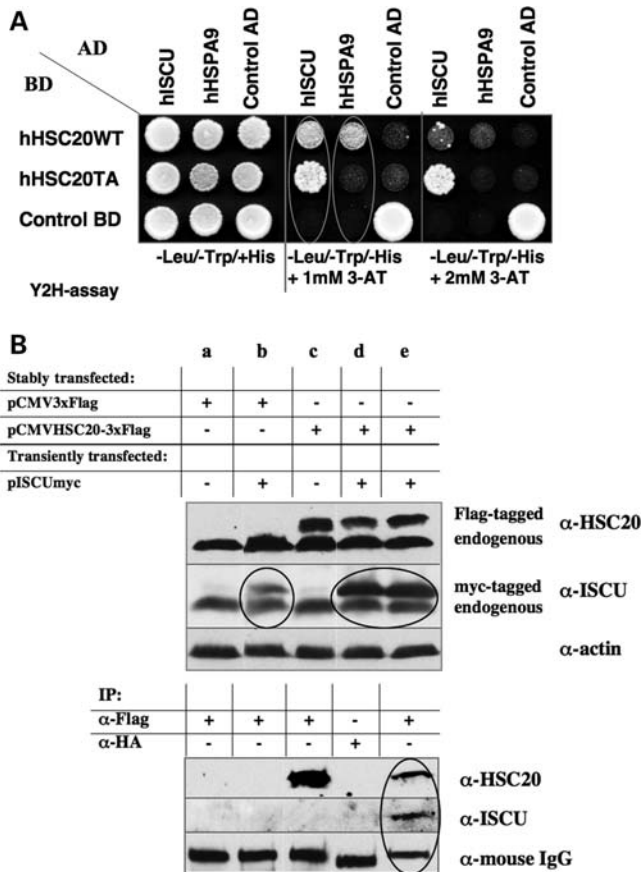 A
AD
BD
hISCU hHSPA9 Control AD hISCU hHSPA9 Control AD hISCU hHSPA9 Control AD
hHSC20WT
hHSC20TA
Control BD
-Leu/-Trp/+His -Leu/-Trp/-His -Leu/-Trp/-His
+ 1mM 3-AT + 2mM 3-AT
Y2H-assay
B
a b c d e
Stably transfected:
pCMV3xFlag + + - - -
pCMVHSC20-3xFlag - - + + +
Transiently transfected:
pISCUmyc - + - + +
Flag-tagged
endogenous
α-HSC20
myc-tagged
endogenous
α-ISCU
α-actin
IP:
α-Flag + + + - +
α-HA - - - + -
α-HSC20
α-ISCU
α-mouse IgG